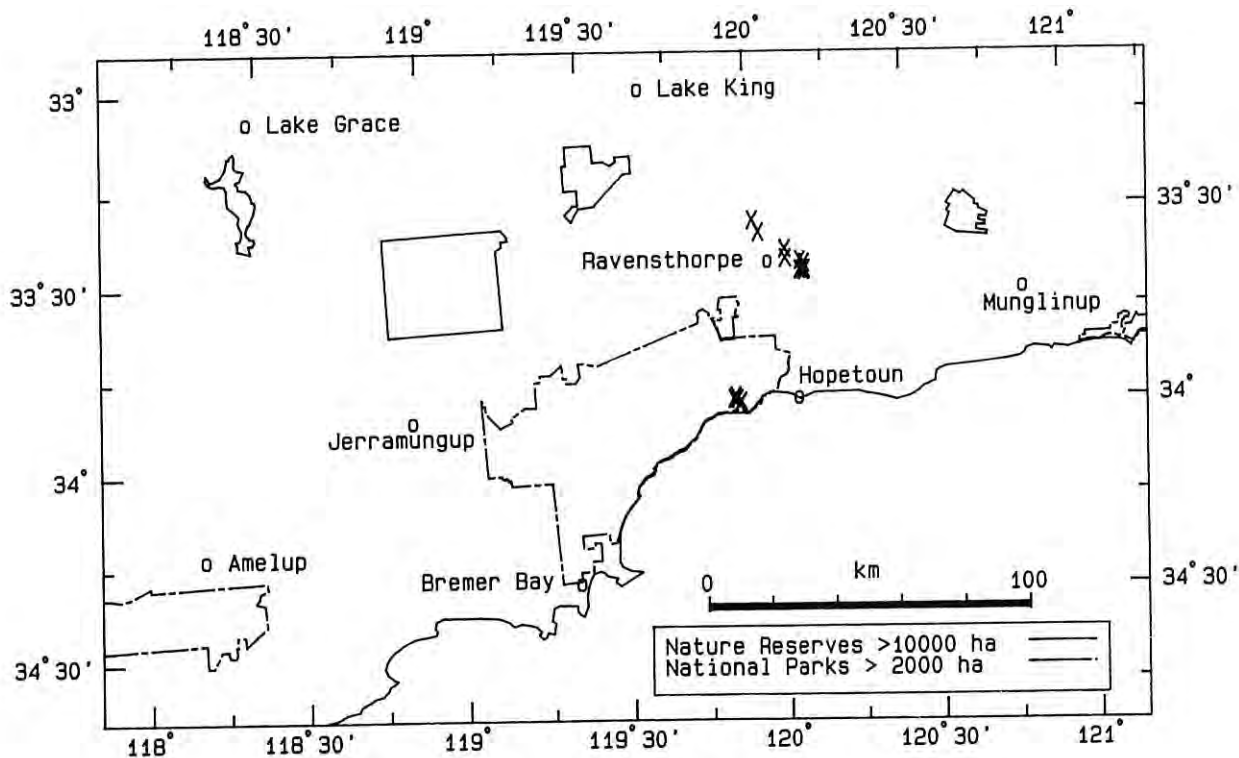 118°30' 119° 119°30' 120° 120°30' 121°
33°
Lake King
Lake Grace
33°30'
Ravensthorpe
33°30'
Munglinup
Hopetoun
34°
Jerramungup
34°
Amelup
Bremer Bay
0 km 100
34°30'
Nature Reserves >10000 ha
National Parks > 2000 ha
34°30'
118° 118°30' 119° 119°30' 120° 120°30' 121°